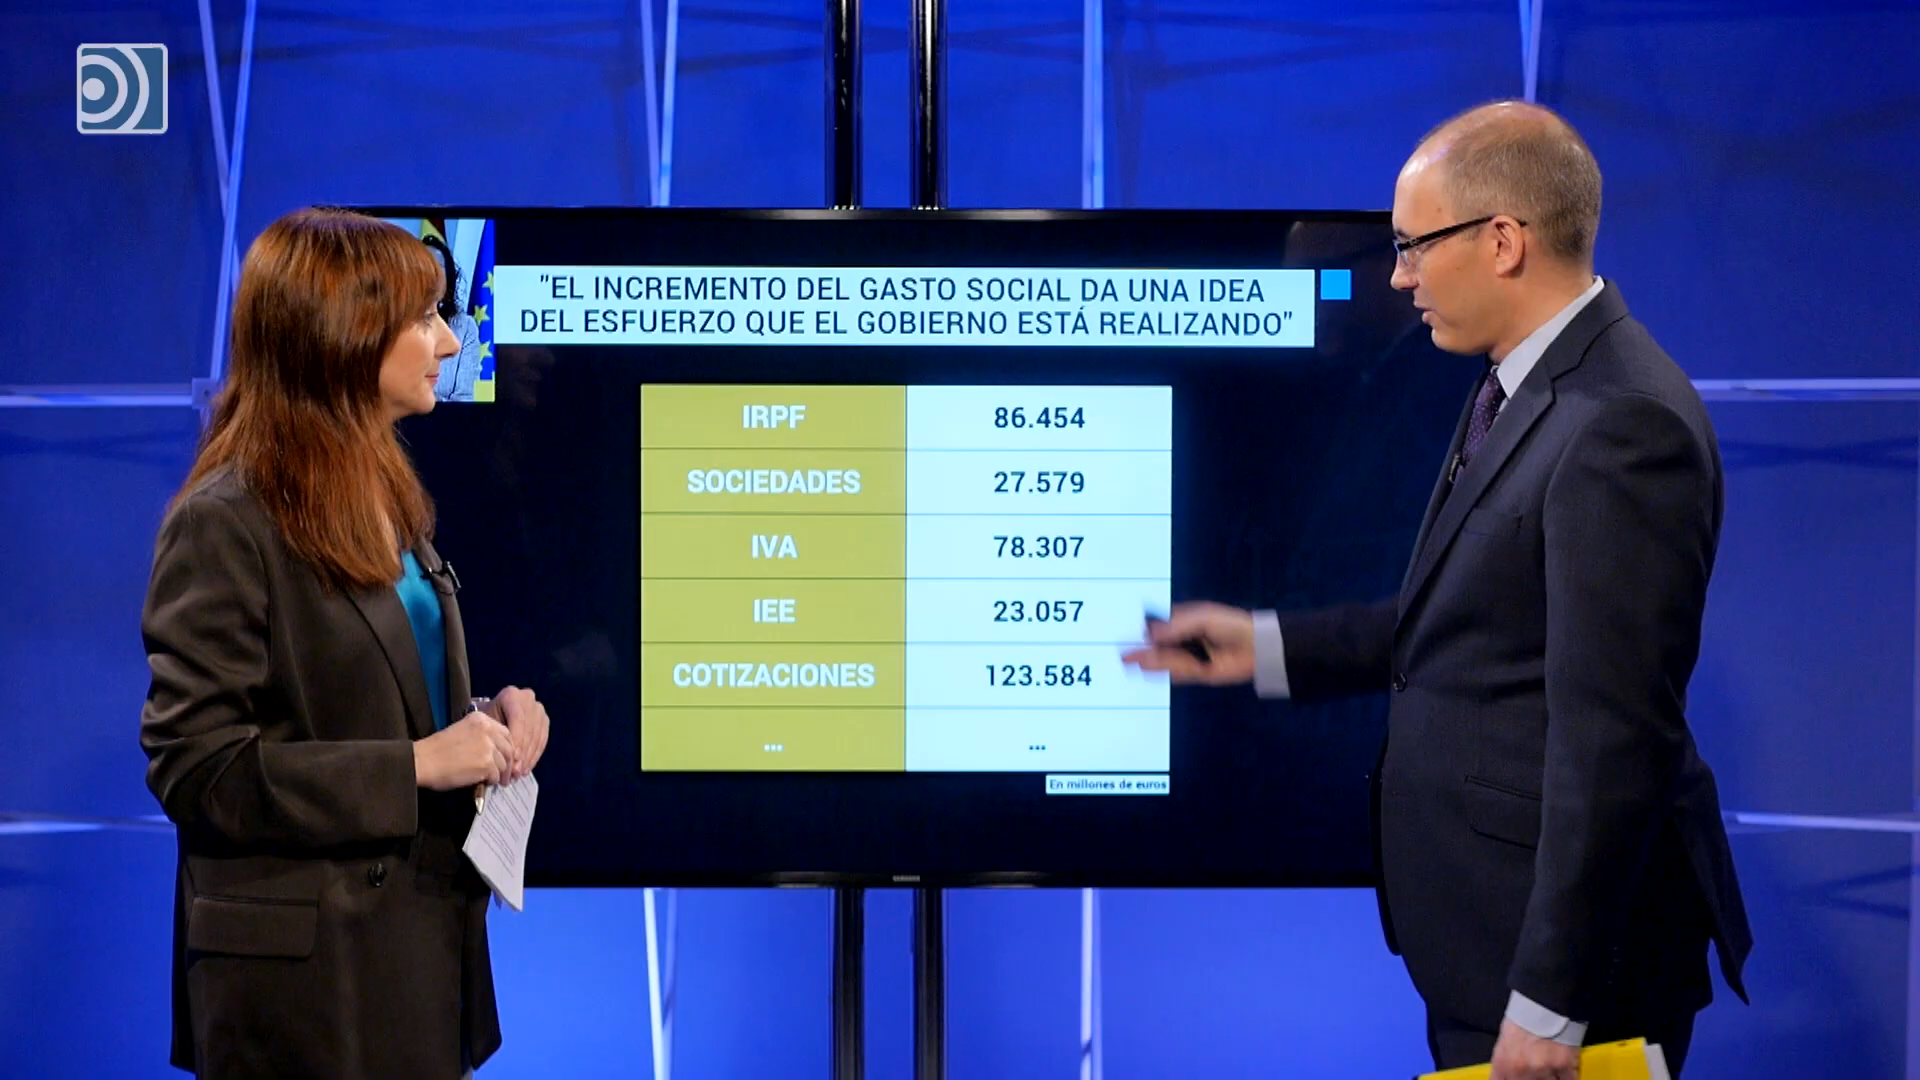 "EL INCREMENTO DEL GASTO SOCIAL DA UNA IDEA
DEL ESFUERZO QUE EL GOBIERNO ESTÁ REALIZANDO"
IRPF 86.454
SOCIEDADES 27.579
IVA 78.307
IEE 23.057
COTIZACIONES 123.584
... ...
En millones de euros